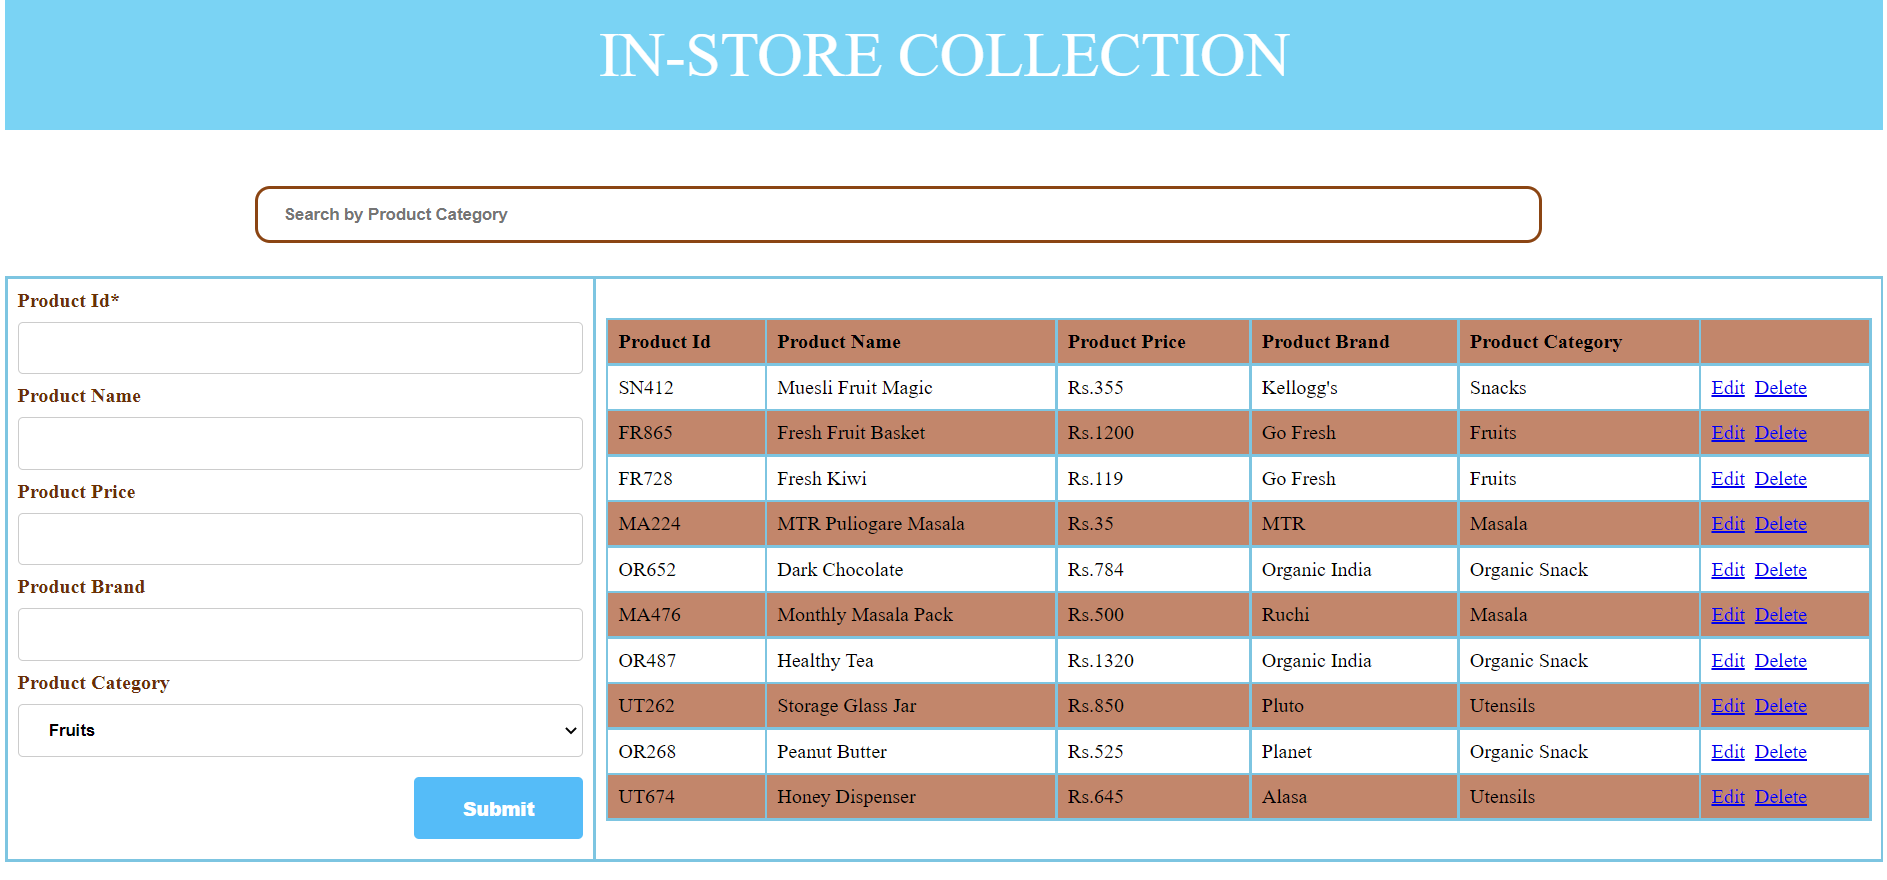 IN-STORE COLLECTION
Search by Product Category
Product Id*
Product Name
Product Price
Product Brand
Product Category
Fruits
Submit
Product Id Product Name Product Price Product Brand Product Category
SN412 Muesli Fruit Magic Rs.355 Kellogg's Snacks Edit Delete
FR865 Fresh Fruit Basket Rs.1200 Go Fresh Fruits Edit Delete
FR728 Fresh Kiwi Rs.119 Go Fresh Fruits Edit Delete
MA224 MTR Puliogare Masala Rs.35 MTR Masala Edit Delete
OR652 Dark Chocolate Rs.784 Organic India Organic Snack Edit Delete
MA476 Monthly Masala Pack Rs.500 Ruchi Masala Edit Delete
OR487 Healthy Tea Rs.1320 Organic India Organic Snack Edit Delete
UT262 Storage Glass Jar Rs.850 Pluto Utensils Edit Delete
OR268 Peanut Butter Rs.525 Planet Organic Snack Edit Delete
UT674 Honey Dispenser Rs.645 Alasa Utensils Edit Delete